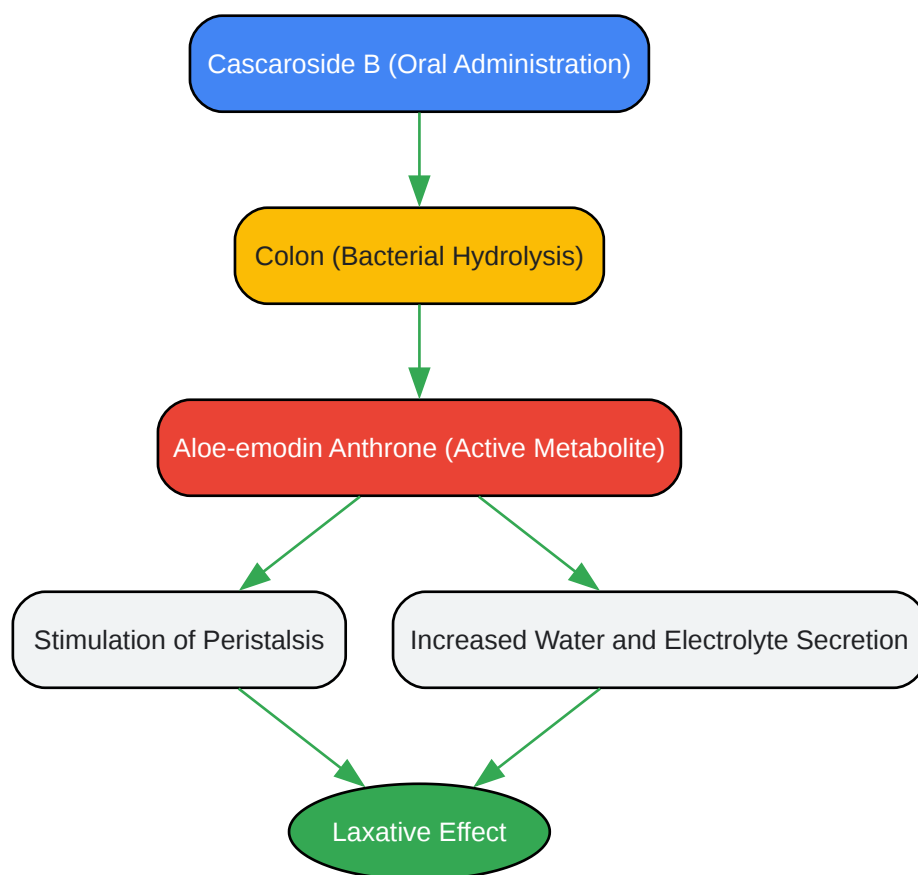 Cascaroside B (Oral Administration)
Colon (Bacterial Hydrolysis)
Aloe-emodin Anthrone (Active Metabolite)
Stimulation of Peristalsis
Increased Water and Electrolyte Secretion
Laxative Effect